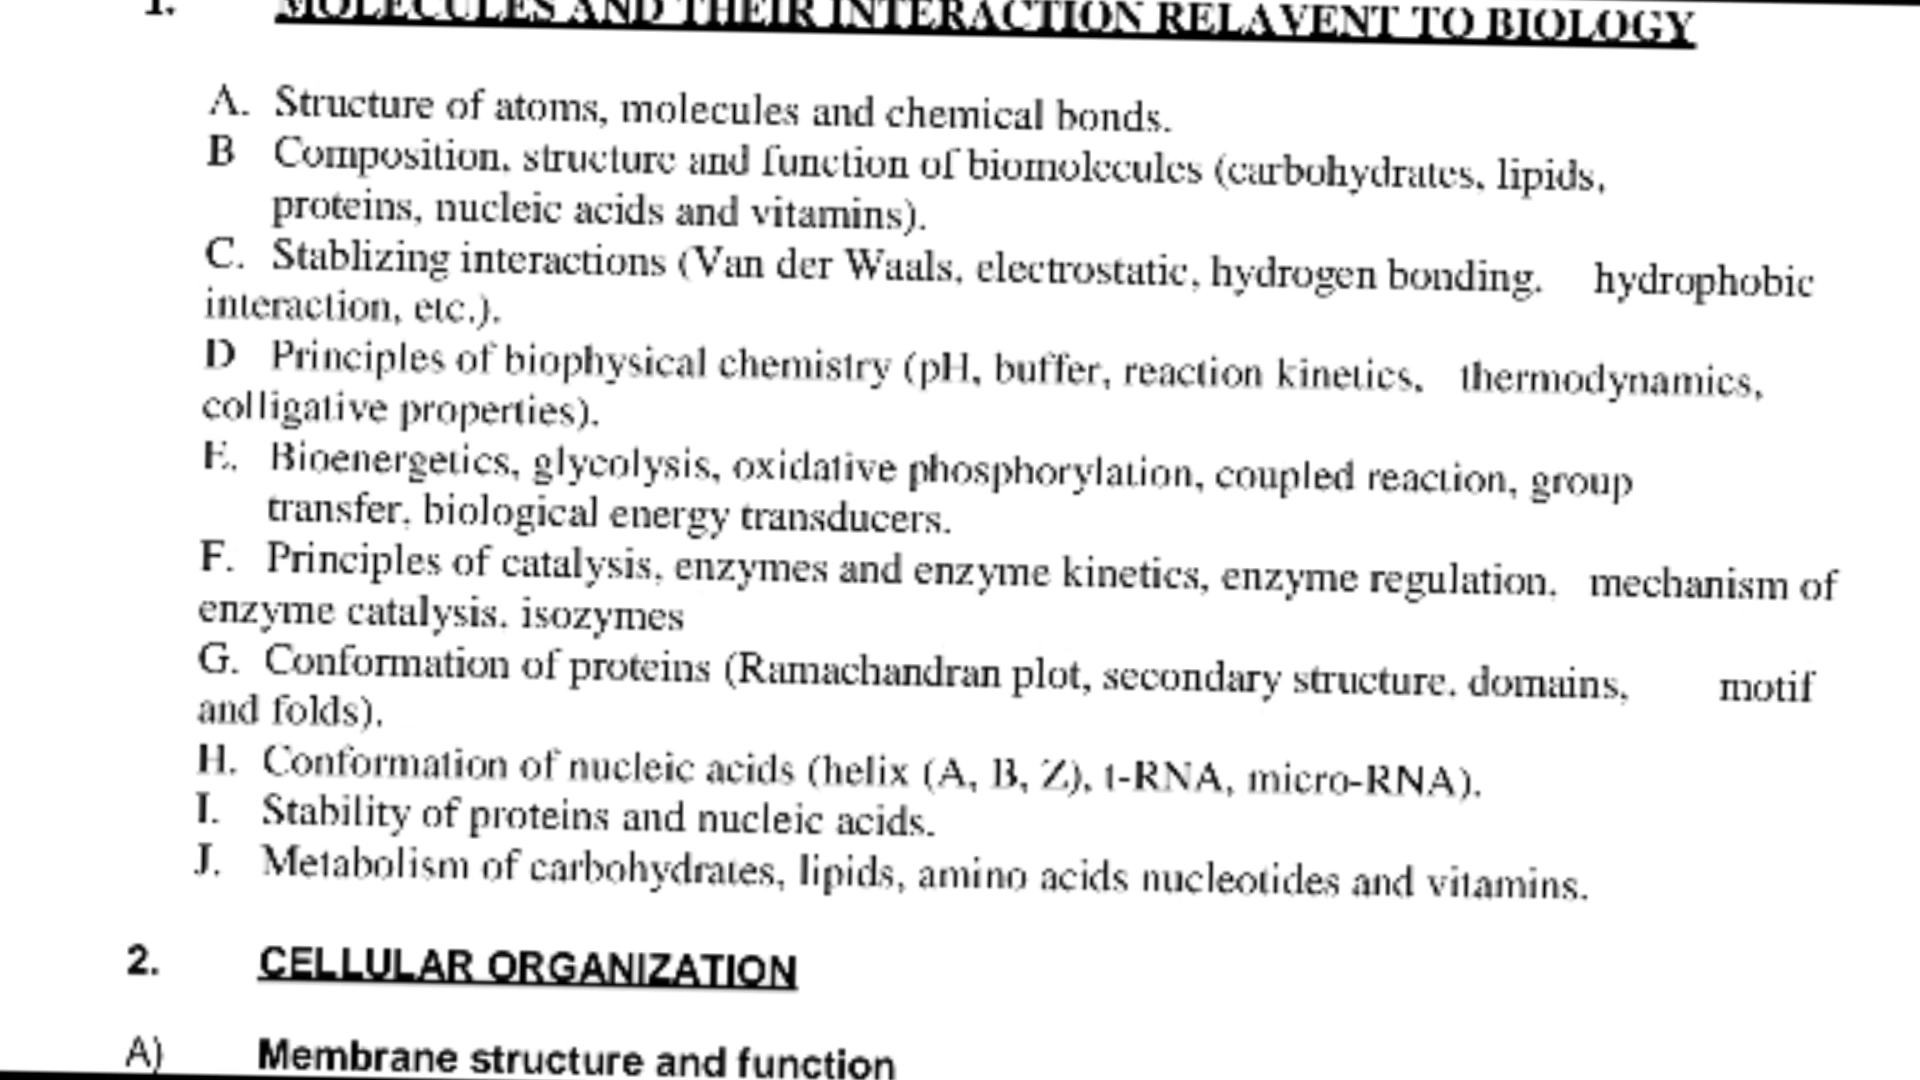 1. MOLECULES AND THEIR INTERACTION RELAVENT TO BIOLOGY
A. Structure of atoms, molecules and chemical bonds.
B Composition, structure and function of biomolecules (carbohydrates, lipids,
proteins, nucleic acids and vitamins).
C. Stablizing interactions (Van der Waals, electrostatic, hydrogen bonding, hydrophobic
interaction, etc.).
D Principles of biophysical chemistry (pH, buffer, reaction kinetics, thermodynamics,
colligative properties).
E. Bioenergetics, glycolysis, oxidative phosphorylation, coupled reaction, group
transfer, biological energy transducers.
F. Principles of catalysis, enzymes and enzyme kinetics, enzyme regulation, mechanism of
enzyme catalysis, isozymes
G. Conformation of proteins (Ramachandran plot, secondary structure, domains, motif
and folds).
H. Conformation of nucleic acids (helix (A, B, Z), t-RNA, micro-RNA).
I. Stability of proteins and nucleic acids.
J. Metabolism of carbohydrates, lipids, amino acids nucleotides and vitamins.
2. CELLULAR ORGANIZATION
A) Membrane structure and function